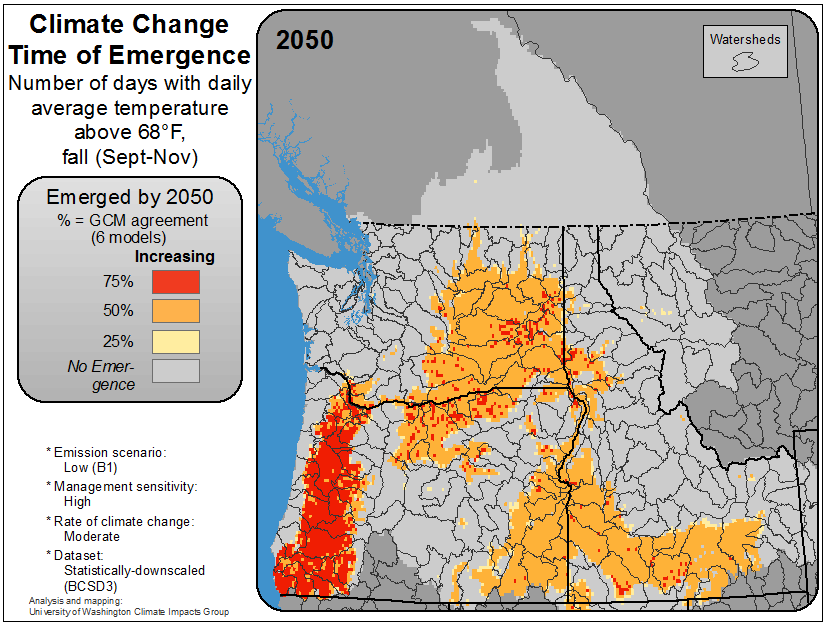 Climate Change
Time of Emergence
Number of days with daily
average temperature
above 68°F,
fall (Sept-Nov)
Emerged by 2050
% = GCM agreement
(6 models)
Increasing
75%
50%
25%
No Emer-
gence
* Emission scenario:
Low (B1)
* Management sensitivity:
High
* Rate of climate change:
Moderate
* Dataset:
Statistically-downscaled
(BCSD3)
Analysis and mapping:
University of Washington Climate Impacts Group
2050
Watersheds